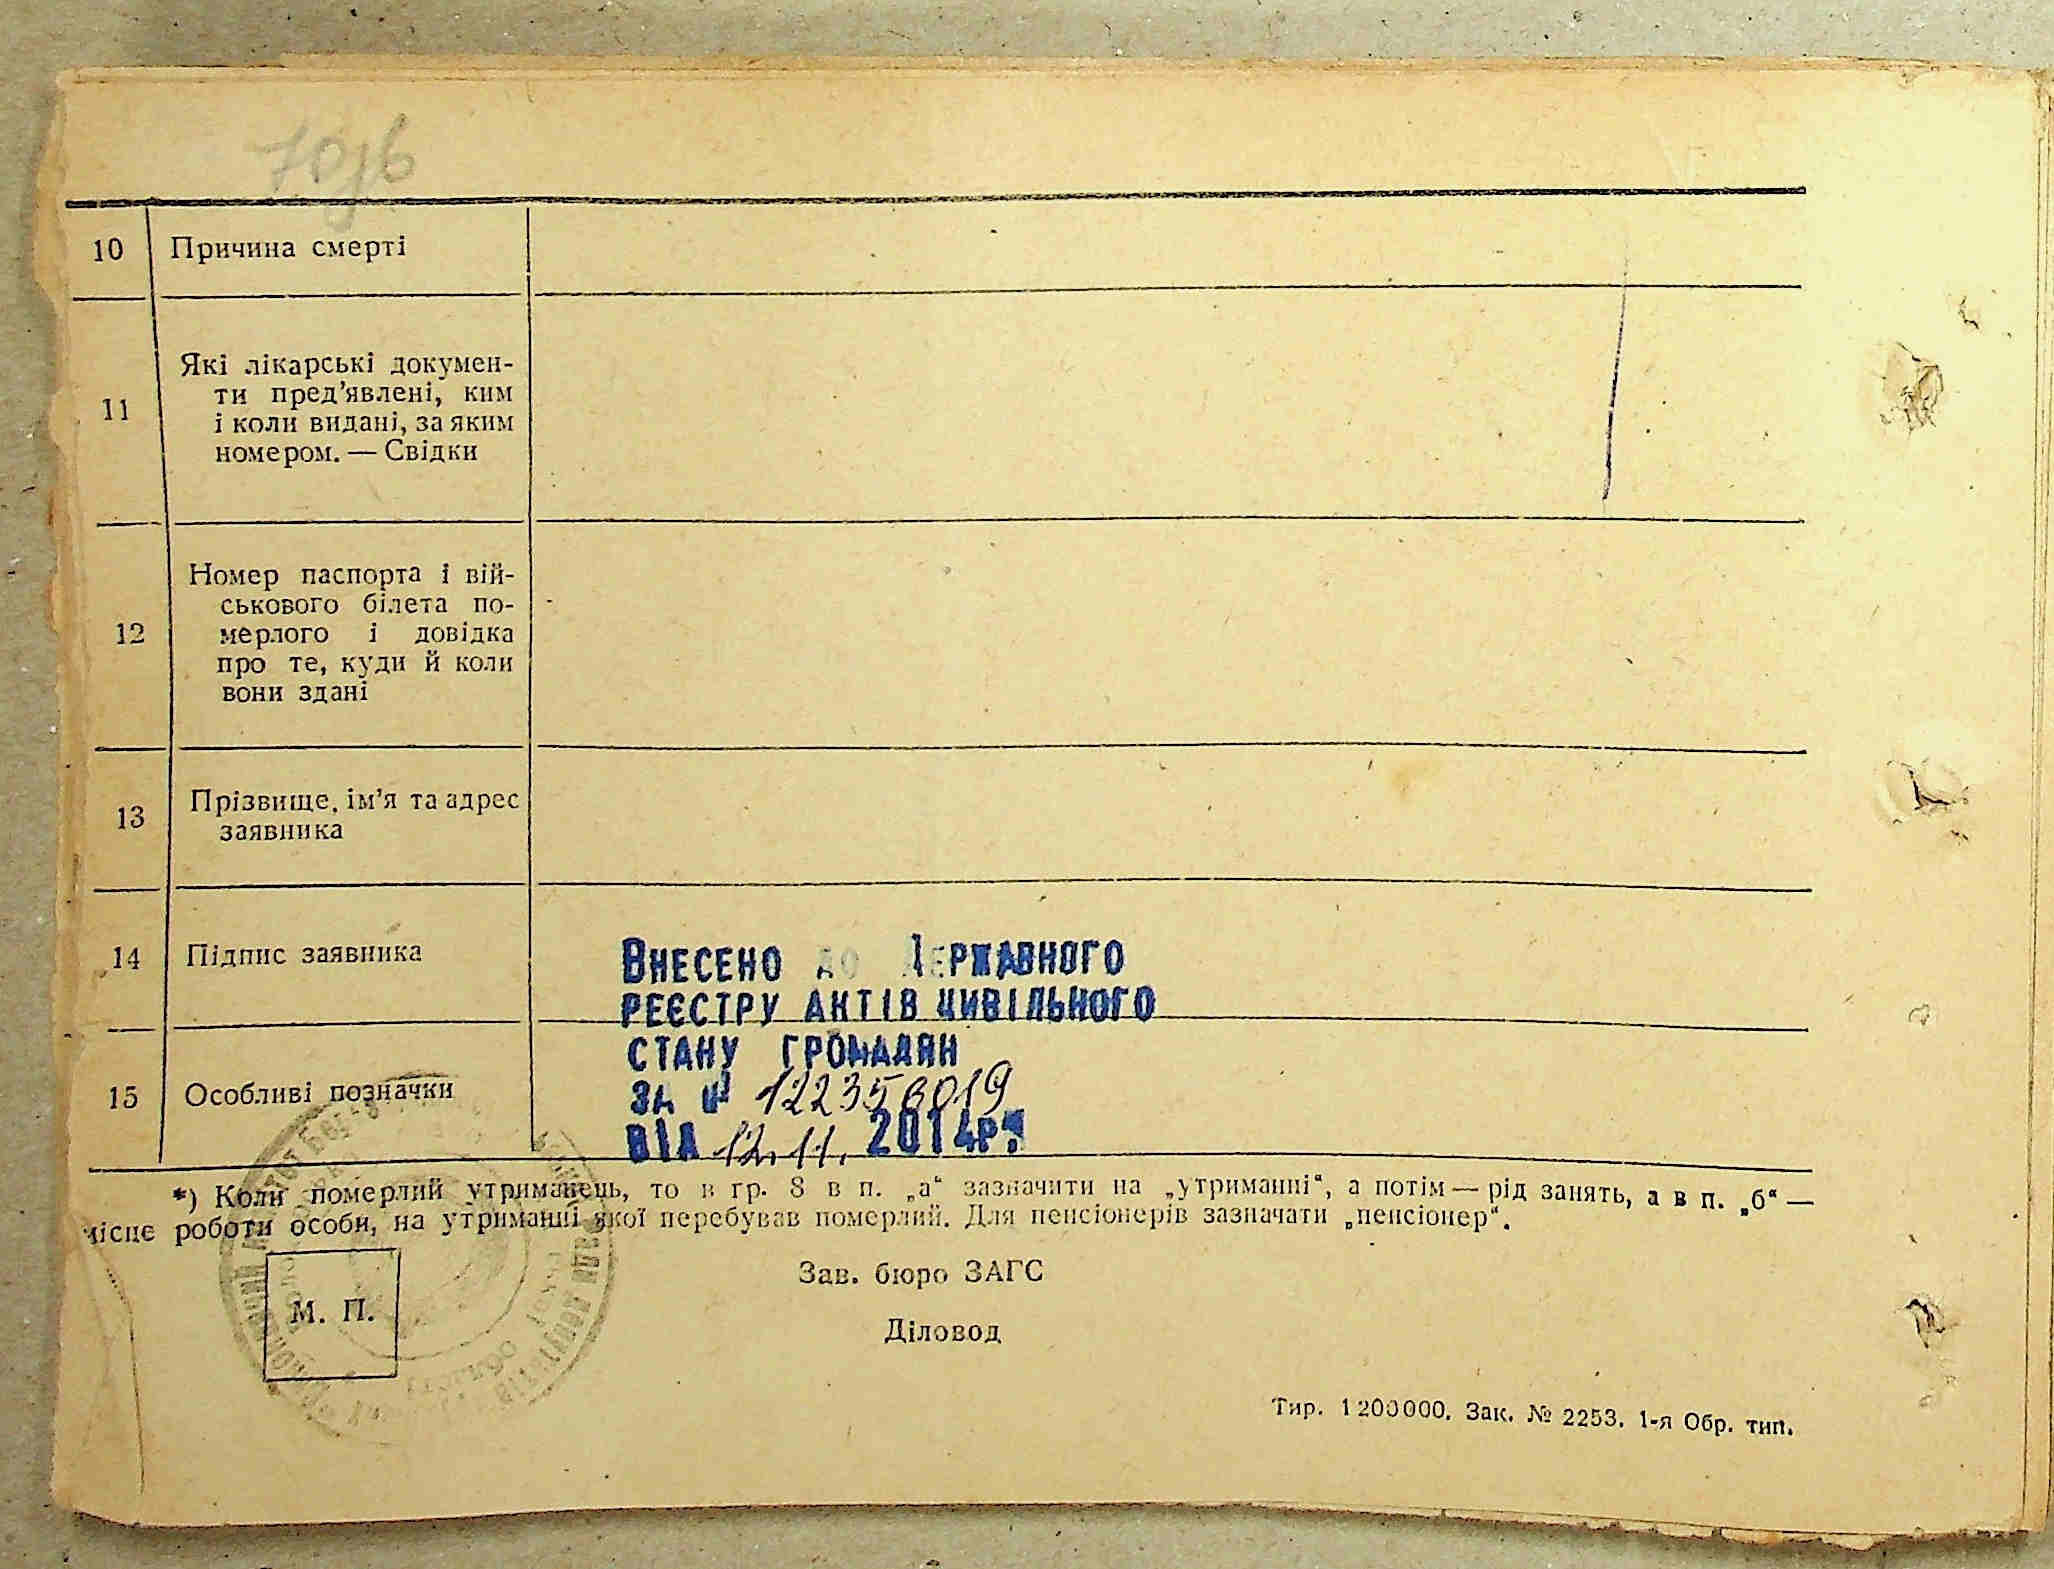 10 Причина смерті
11 Які лікарські докумен-
ти пред’явлені, ким
і коли видані, за яким
номером. — Свідки
12 Номер паспорта і вій-
ськового білета по-
мерлого і довідка
про те, куди й коли
вони здані
13 Прізвище, ім’я та адрес
заявника
14 Підпис заявника
15 Особливі позначки
ВНЕСЕНО ДО ДЕРЖАВНОГО
РЕЄСТРУ АКТІВ ЦИВІЛЬНОГО
СТАНУ ГРОМАДЯН
ЗА № 122356019
ВІД 12.11. 2014р.
*) Коли померлий утриманець, то в гр. 8 в п. „а“ зазначити на „утриманні“, а потім — рід занять, а в п. „б“ —
місце роботи особи, на утриманні якої перебував померлий. Для пенсіонерів зазначати „пенсіонер“.
М. П.
Зав. бюро ЗАГС
Діловод
Тир. 1200000. Зак. № 2253. 1-я Обр. тип.